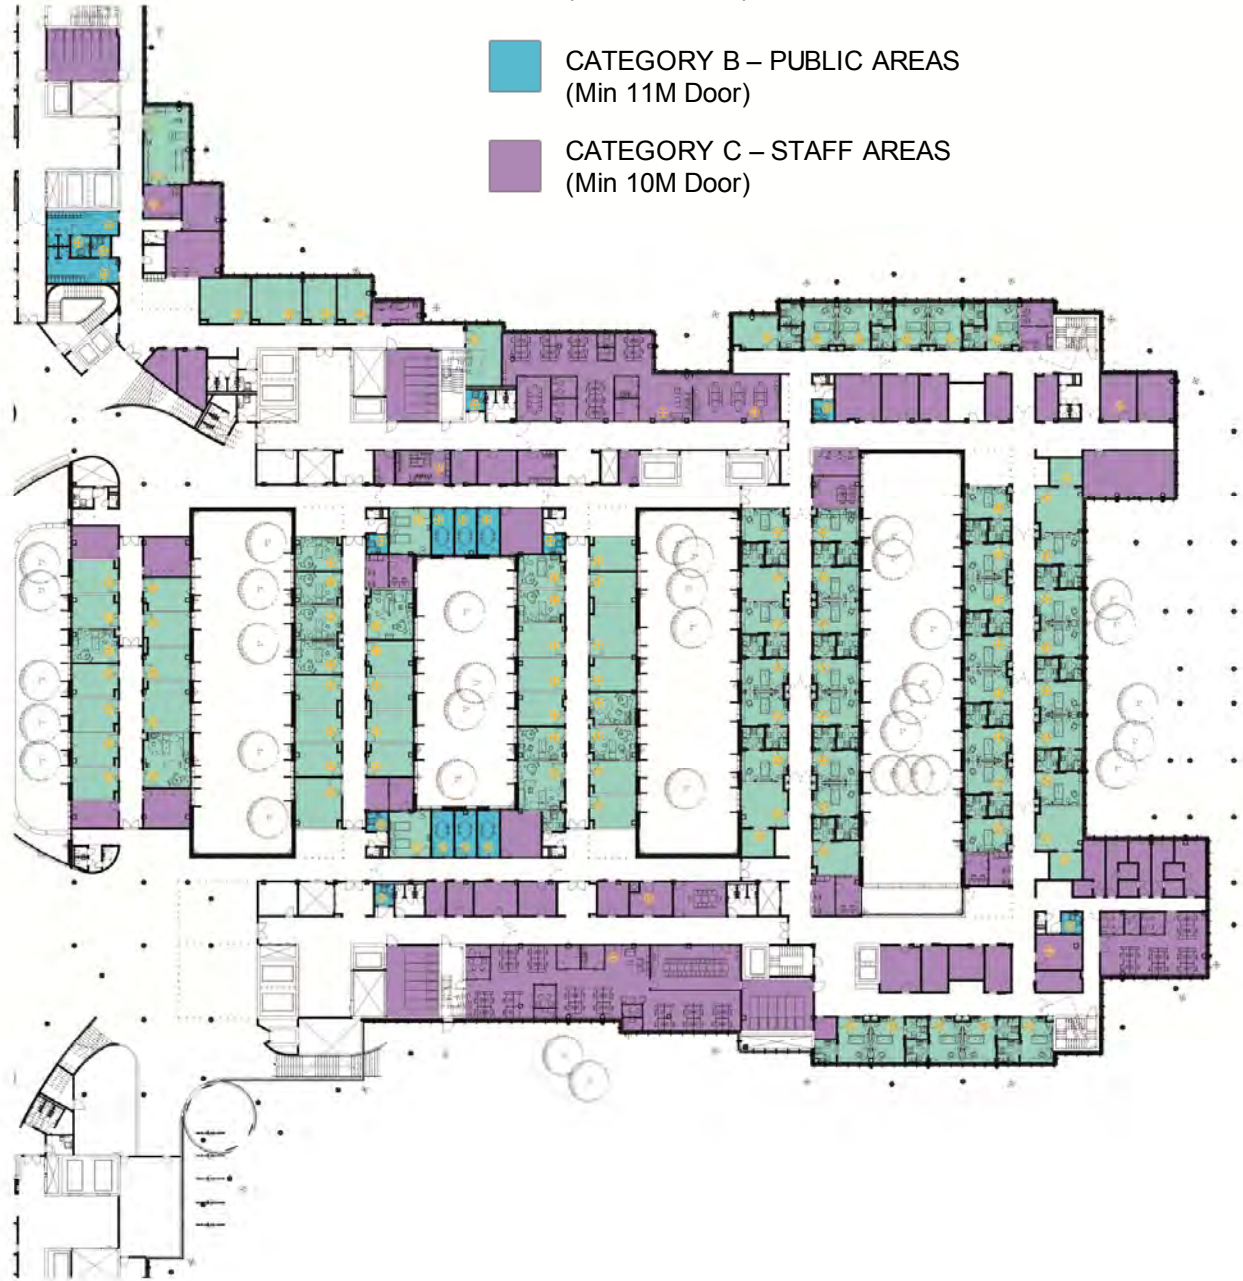 CATEGORY B – PUBLIC AREAS
(Min 11M Door)
CATEGORY C – STAFF AREAS
(Min 10M Door)